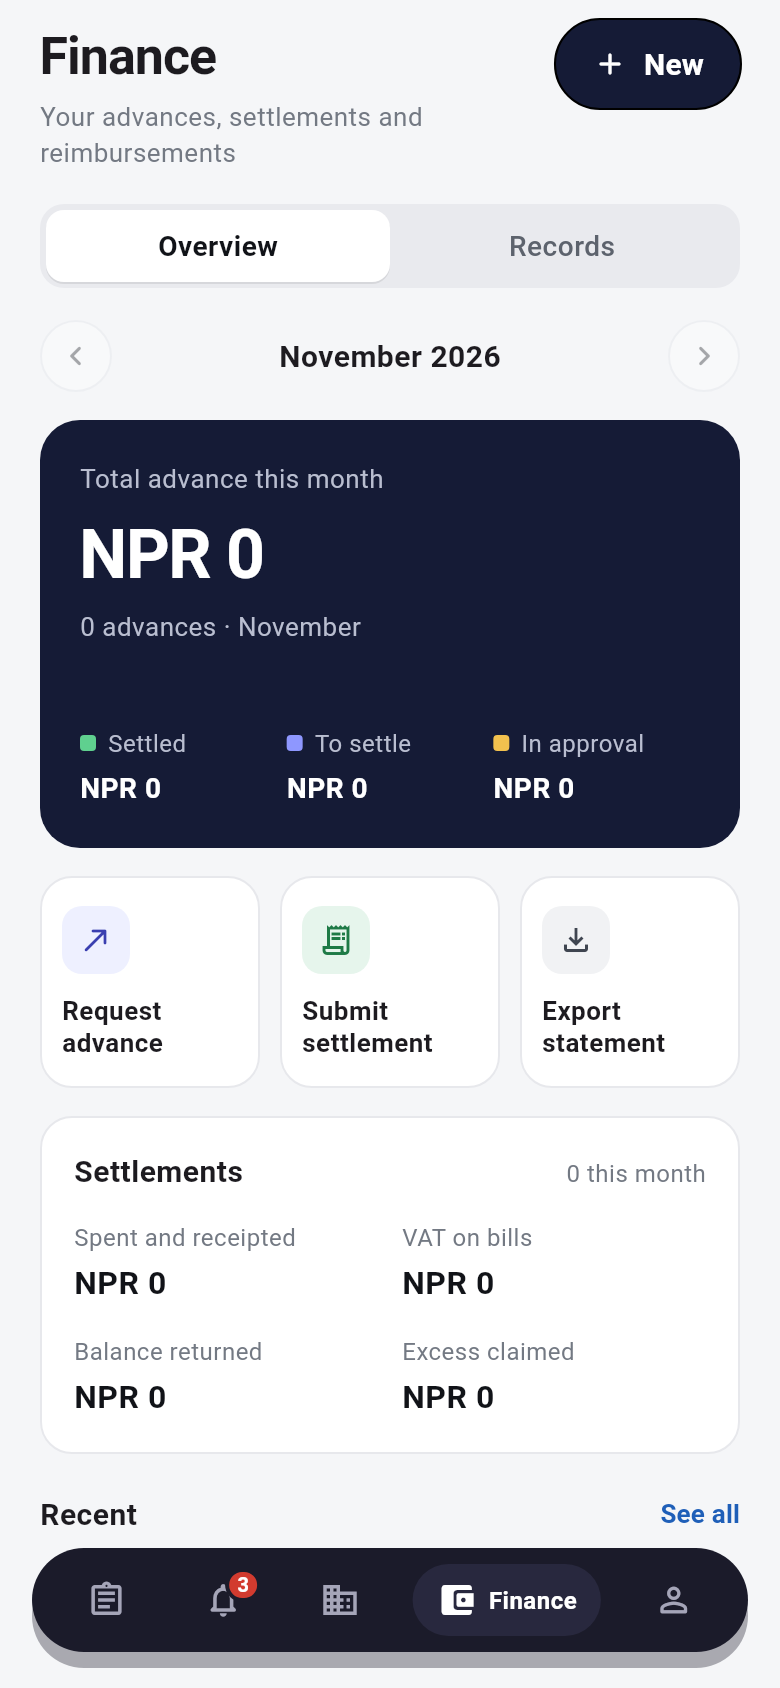 Finance
New
Your advances, settlements and
reimbursements
Overview
Records
November 2026
Total advance this month
NPR 0
0 advances · November
Settled
To settle
In approval
NPR 0
NPR 0
NPR 0
Request
advance
Submit
settlement
Export
statement
Settlements
0 this month
Spent and receipted
VAT on bills
NPR 0
NPR 0
Balance returned
Excess claimed
NPR 0
NPR 0
Recent
See all
3
Finance